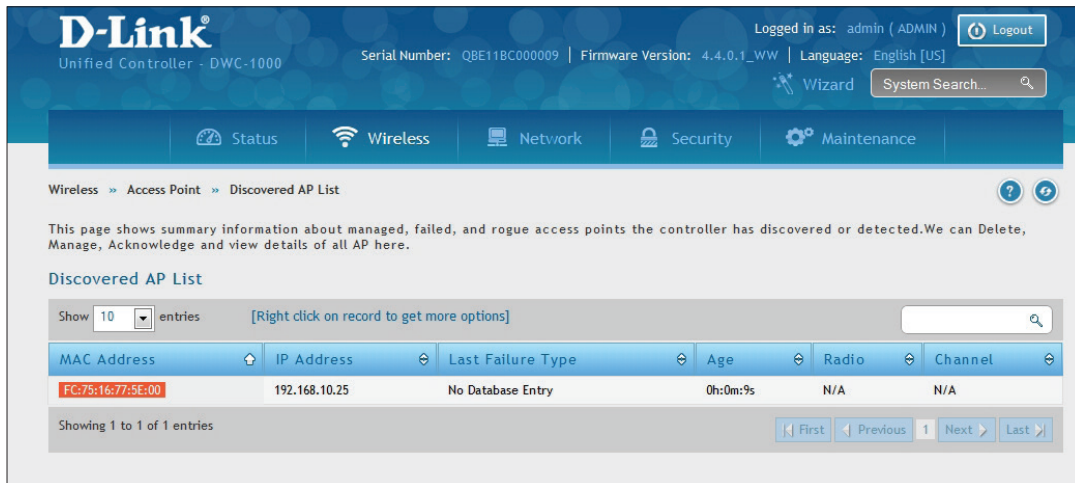 D-Link®
Unified Controller - DWC-1000
Logged in as: admin ( ADMIN )
Logout
Serial Number: QBE11BC000009 | Firmware Version: 4.4.0.1_WW | Language: English [US]
Wizard
System Search...
Status
Wireless
Network
Security
Maintenance
Wireless » Access Point » Discovered AP List
?
This page shows summary information about managed, failed, and rogue access points the controller has discovered or detected.We can Delete,
Manage, Acknowledge and view details of all AP here.
Discovered AP List
Show 10 entries [Right click on record to get more options]
MAC Address IP Address Last Failure Type Age Radio Channel
FC:75:16:77:5E:00 192.168.10.25 No Database Entry 0h:0m:9s N/A N/A
Showing 1 to 1 of 1 entries
First Previous 1 Next Last